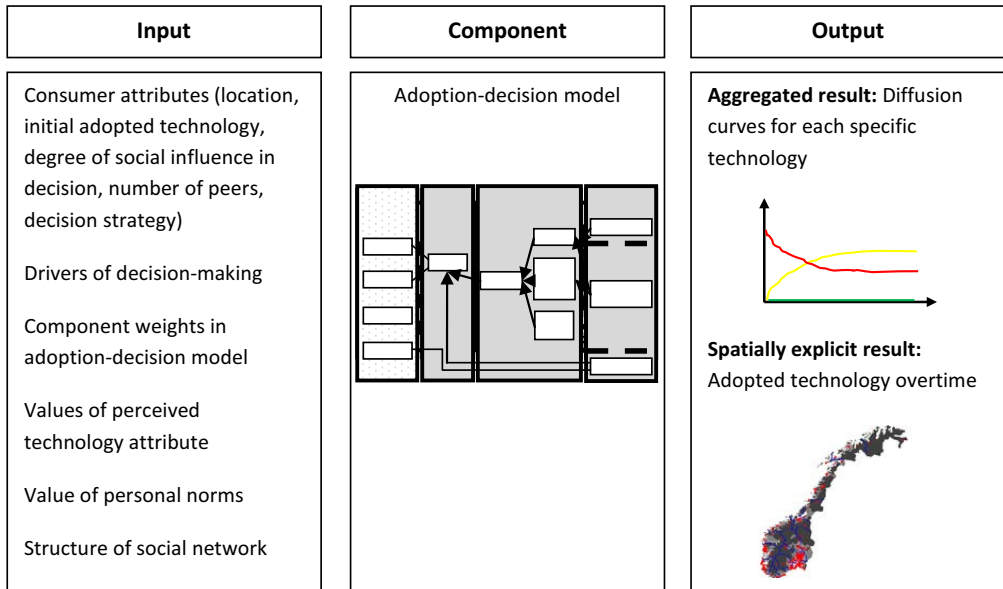 Input
Component
Output
Consumer attributes (location,
initial adopted technology,
degree of social influence in
decision, number of peers,
decision strategy)
Drivers of decision-making
Component weights in
adoption-decision model
Values of perceived
technology attribute
Value of personal norms
Structure of social network
Adoption-decision model
Aggregated result: Diffusion
curves for each specific
technology
Spatially explicit result:
Adopted technology overtime